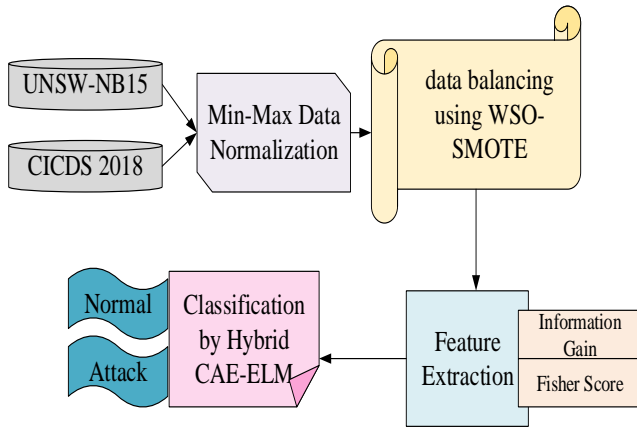 UNSW-NB15
CICDS 2018
Min-Max Data
Normalization
data balancing
using WSO-
SMOTE
Feature
Extraction
Information
Gain
Fisher Score
Classification
by Hybrid
CAE-ELM
Normal
Attack